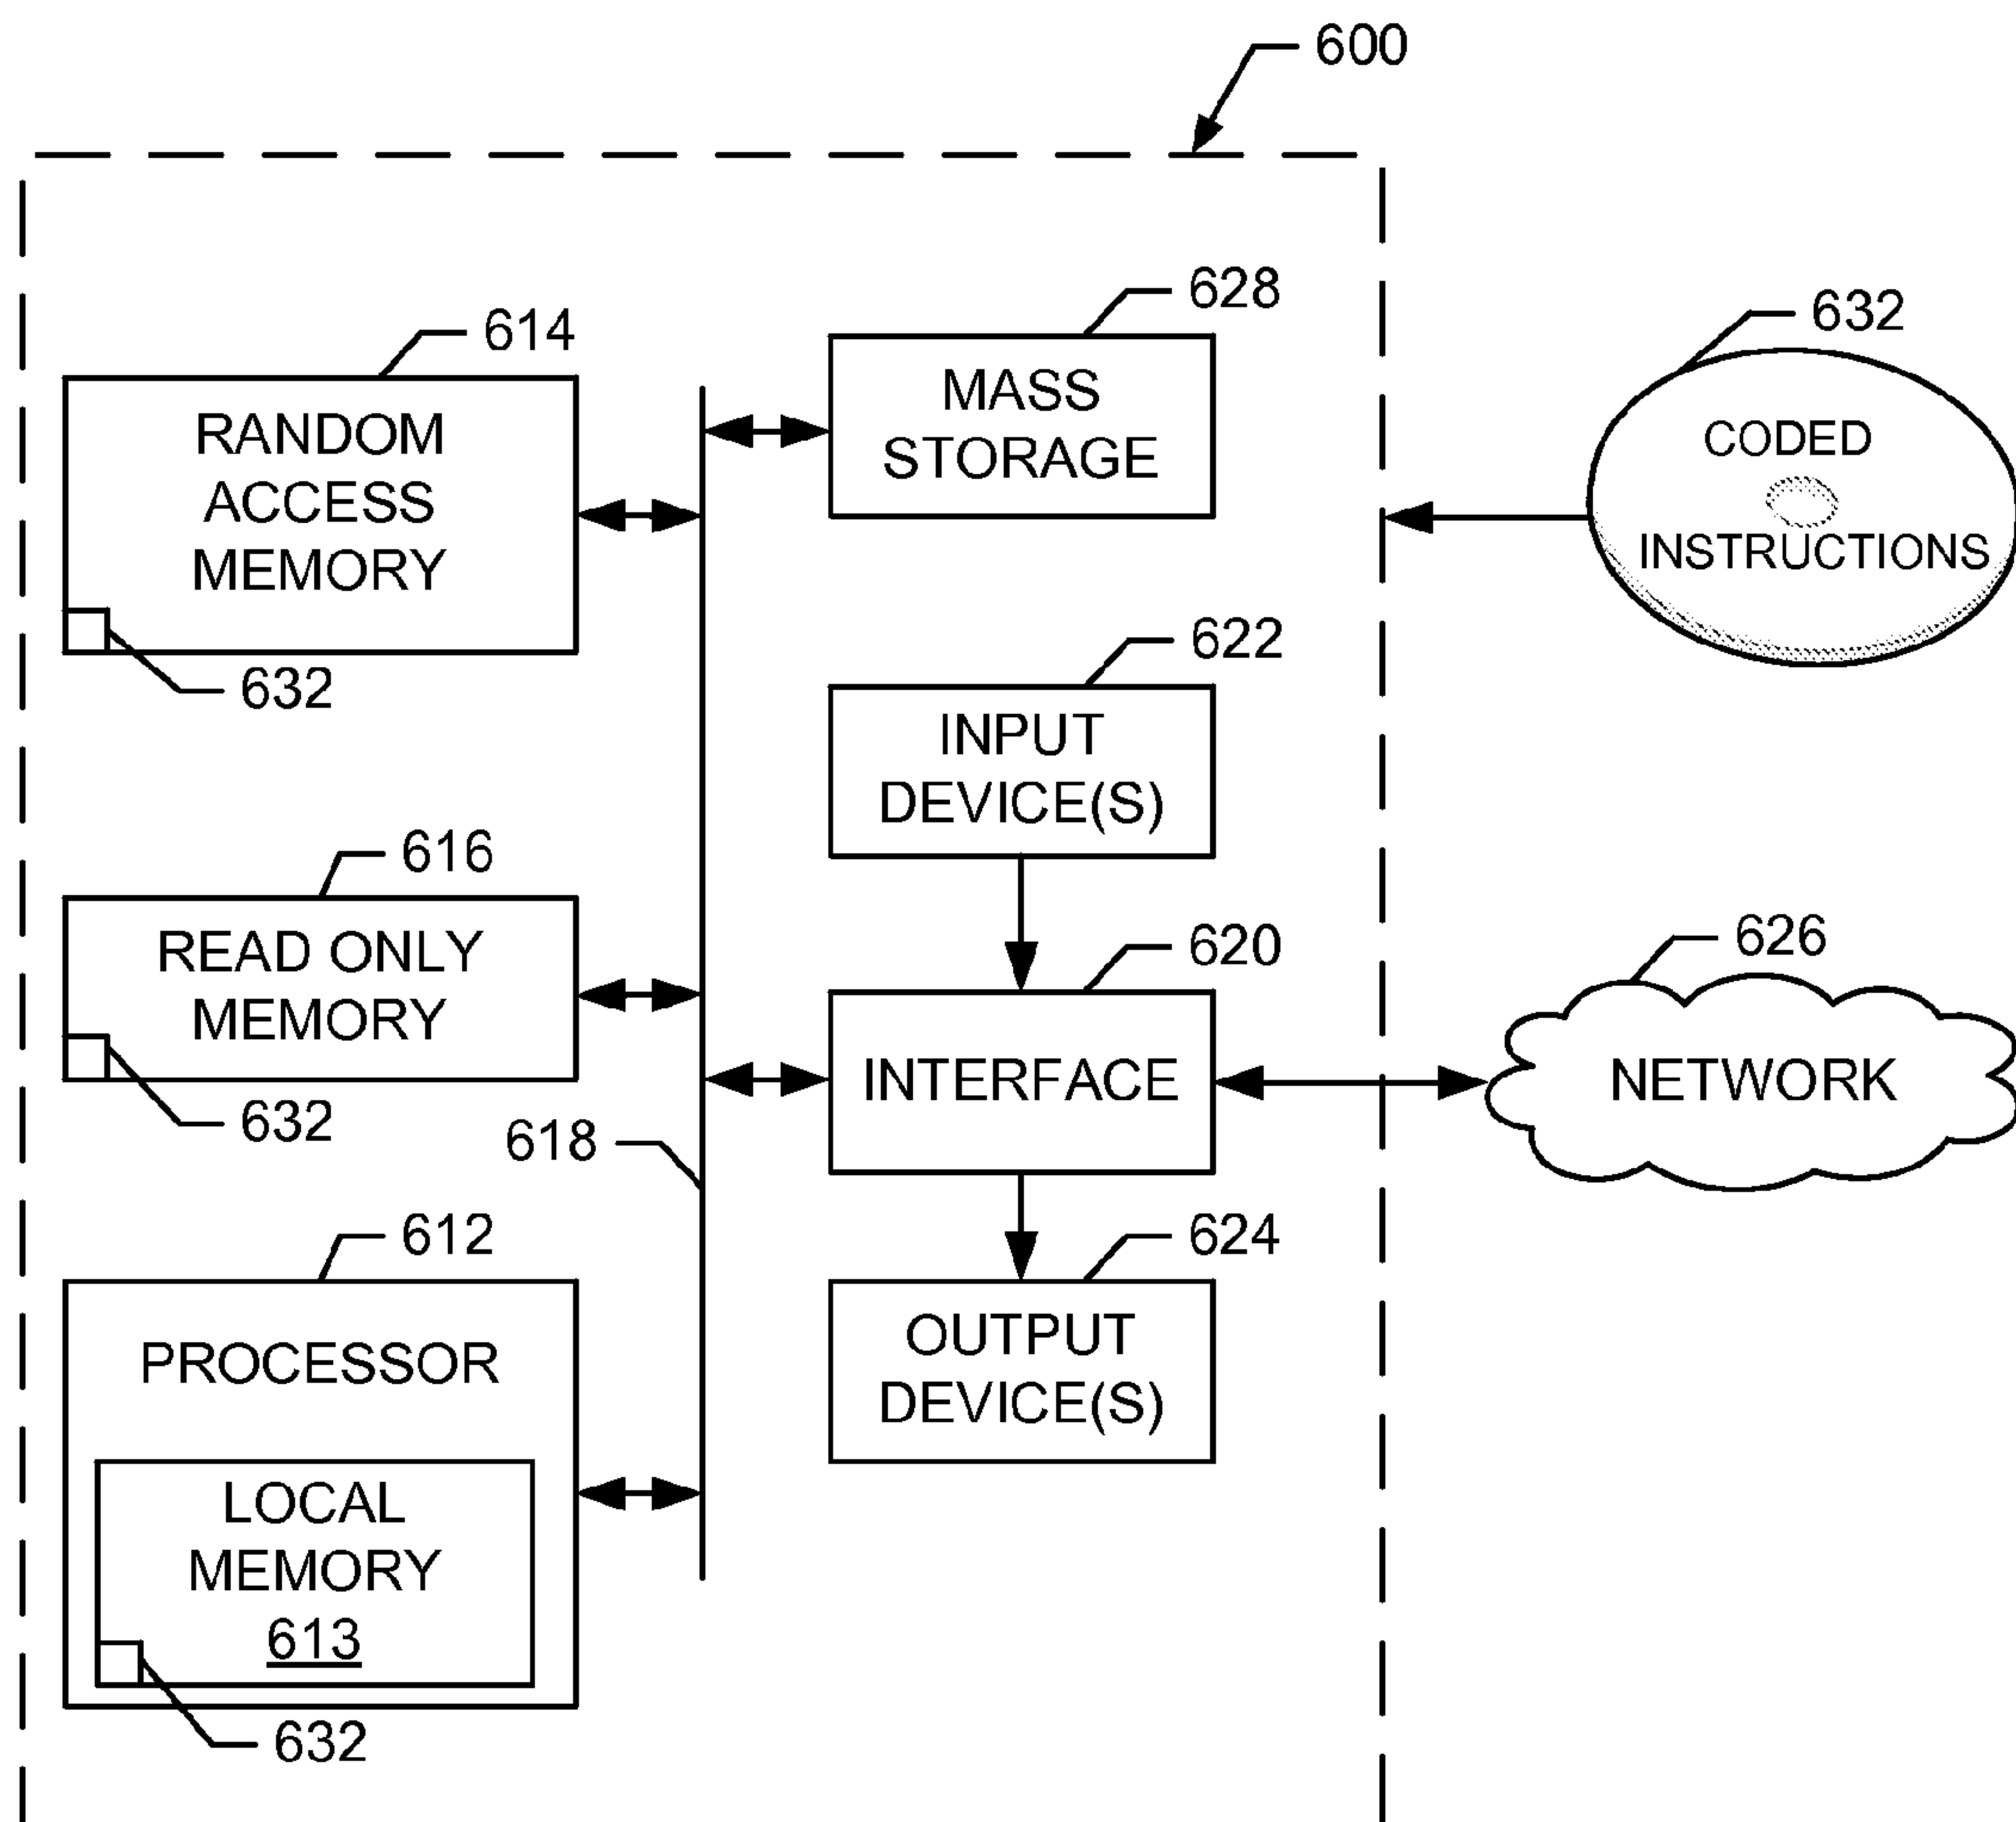 600
628
632
614
MASS
STORAGE
RANDOM
ACCESS
MEMORY
CODED
INSTRUCTIONS
632
622
INPUT
DEVICE(S)
616
READ ONLY
MEMORY
620
626
INTERFACE
NETWORK
632
618
612
624
PROCESSOR
OUTPUT
DEVICE(S)
LOCAL
MEMORY
613
632